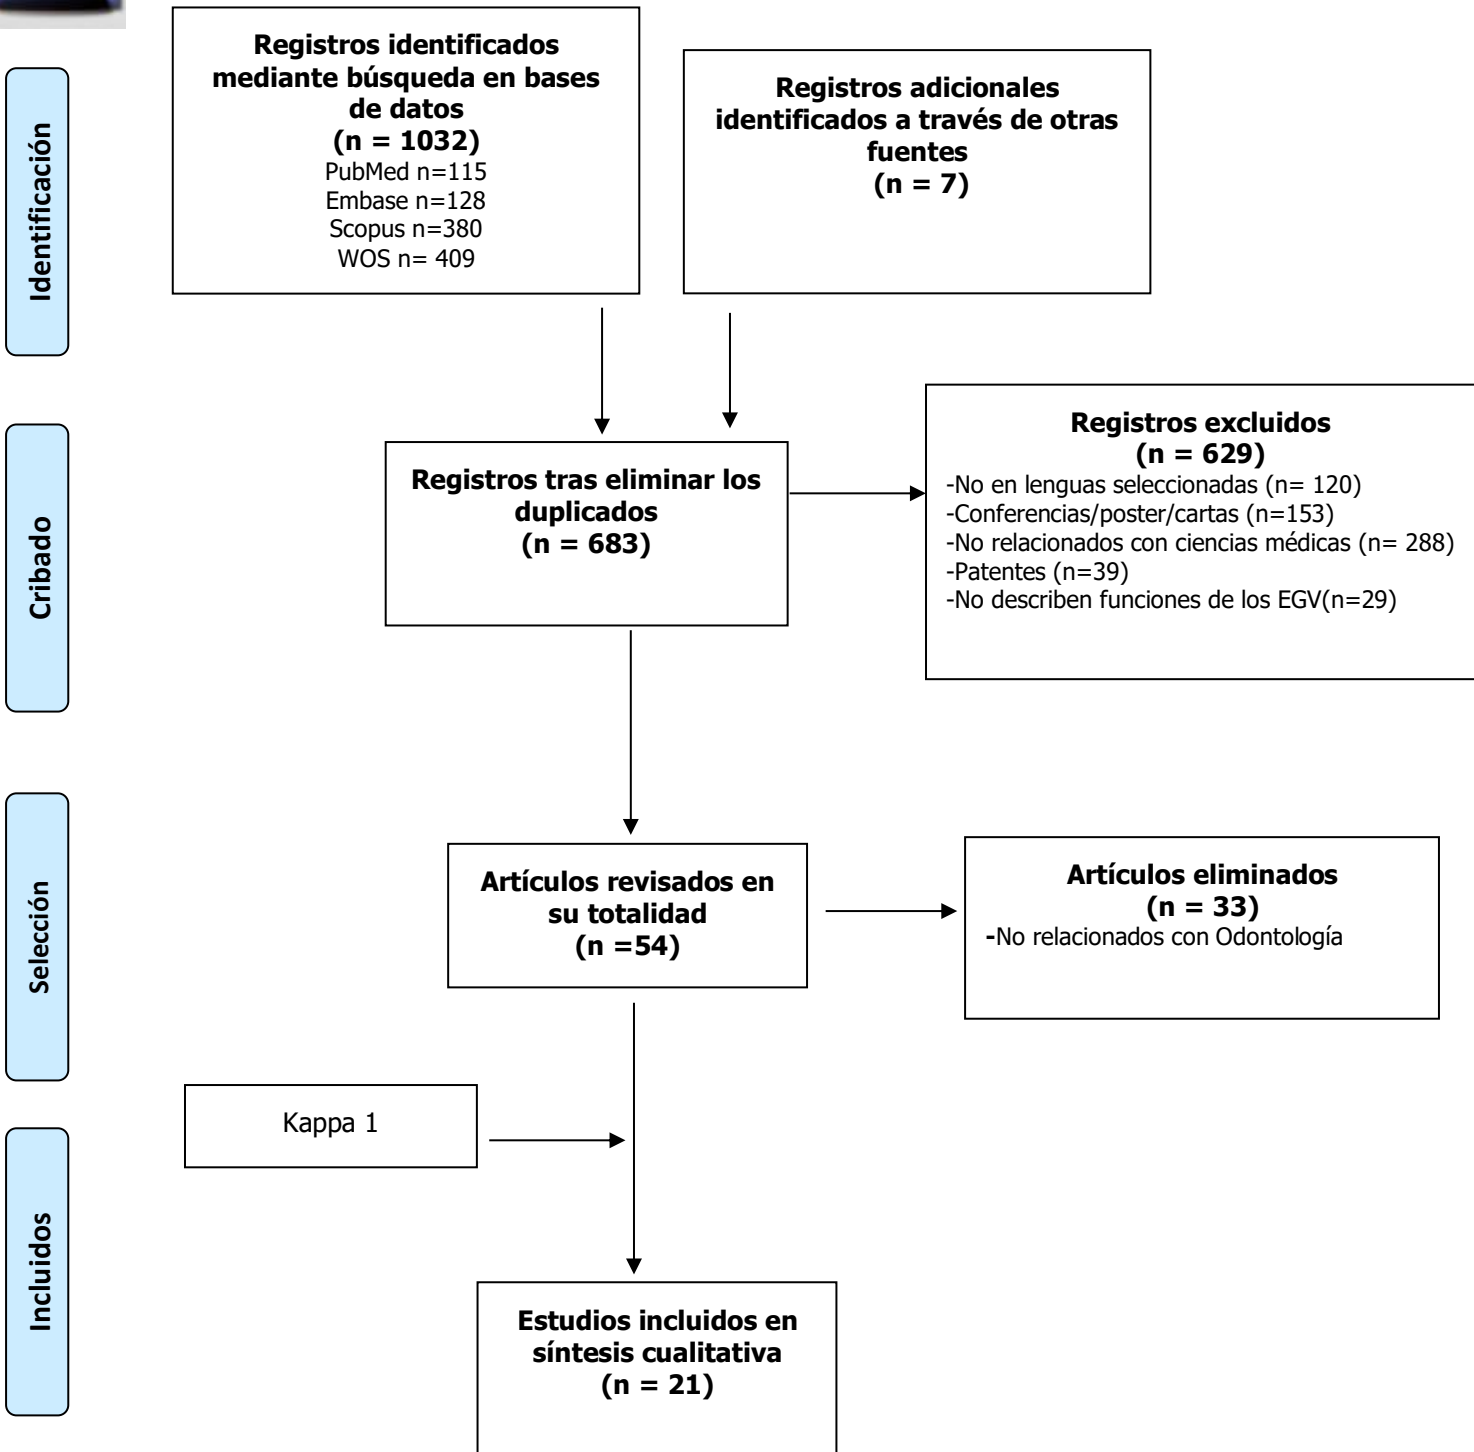 Identificación
Registros identificados
mediante búsqueda en bases
de datos
(n = 1032)
PubMed n=115
Embase n=128
Scopus n=380
WOS n= 409
Registros adicionales
identificados a través de otras
fuentes
(n = 7)
Cribado
Registros tras eliminar los
duplicados
(n = 683)
Registros excluidos
(n = 629)
-No en lenguas seleccionadas (n= 120)
-Conferencias/poster/cartas (n=153)
-No relacionados con ciencias médicas (n= 288)
-Patentes (n=39)
-No describen funciones de los EGV(n=29)
Selección
Artículos revisados en
su totalidad
(n =54)
Artículos eliminados
(n = 33)
-No relacionados con Odontología
Kappa 1
Incluidos
Estudios incluidos en
síntesis cualitativa
(n = 21)